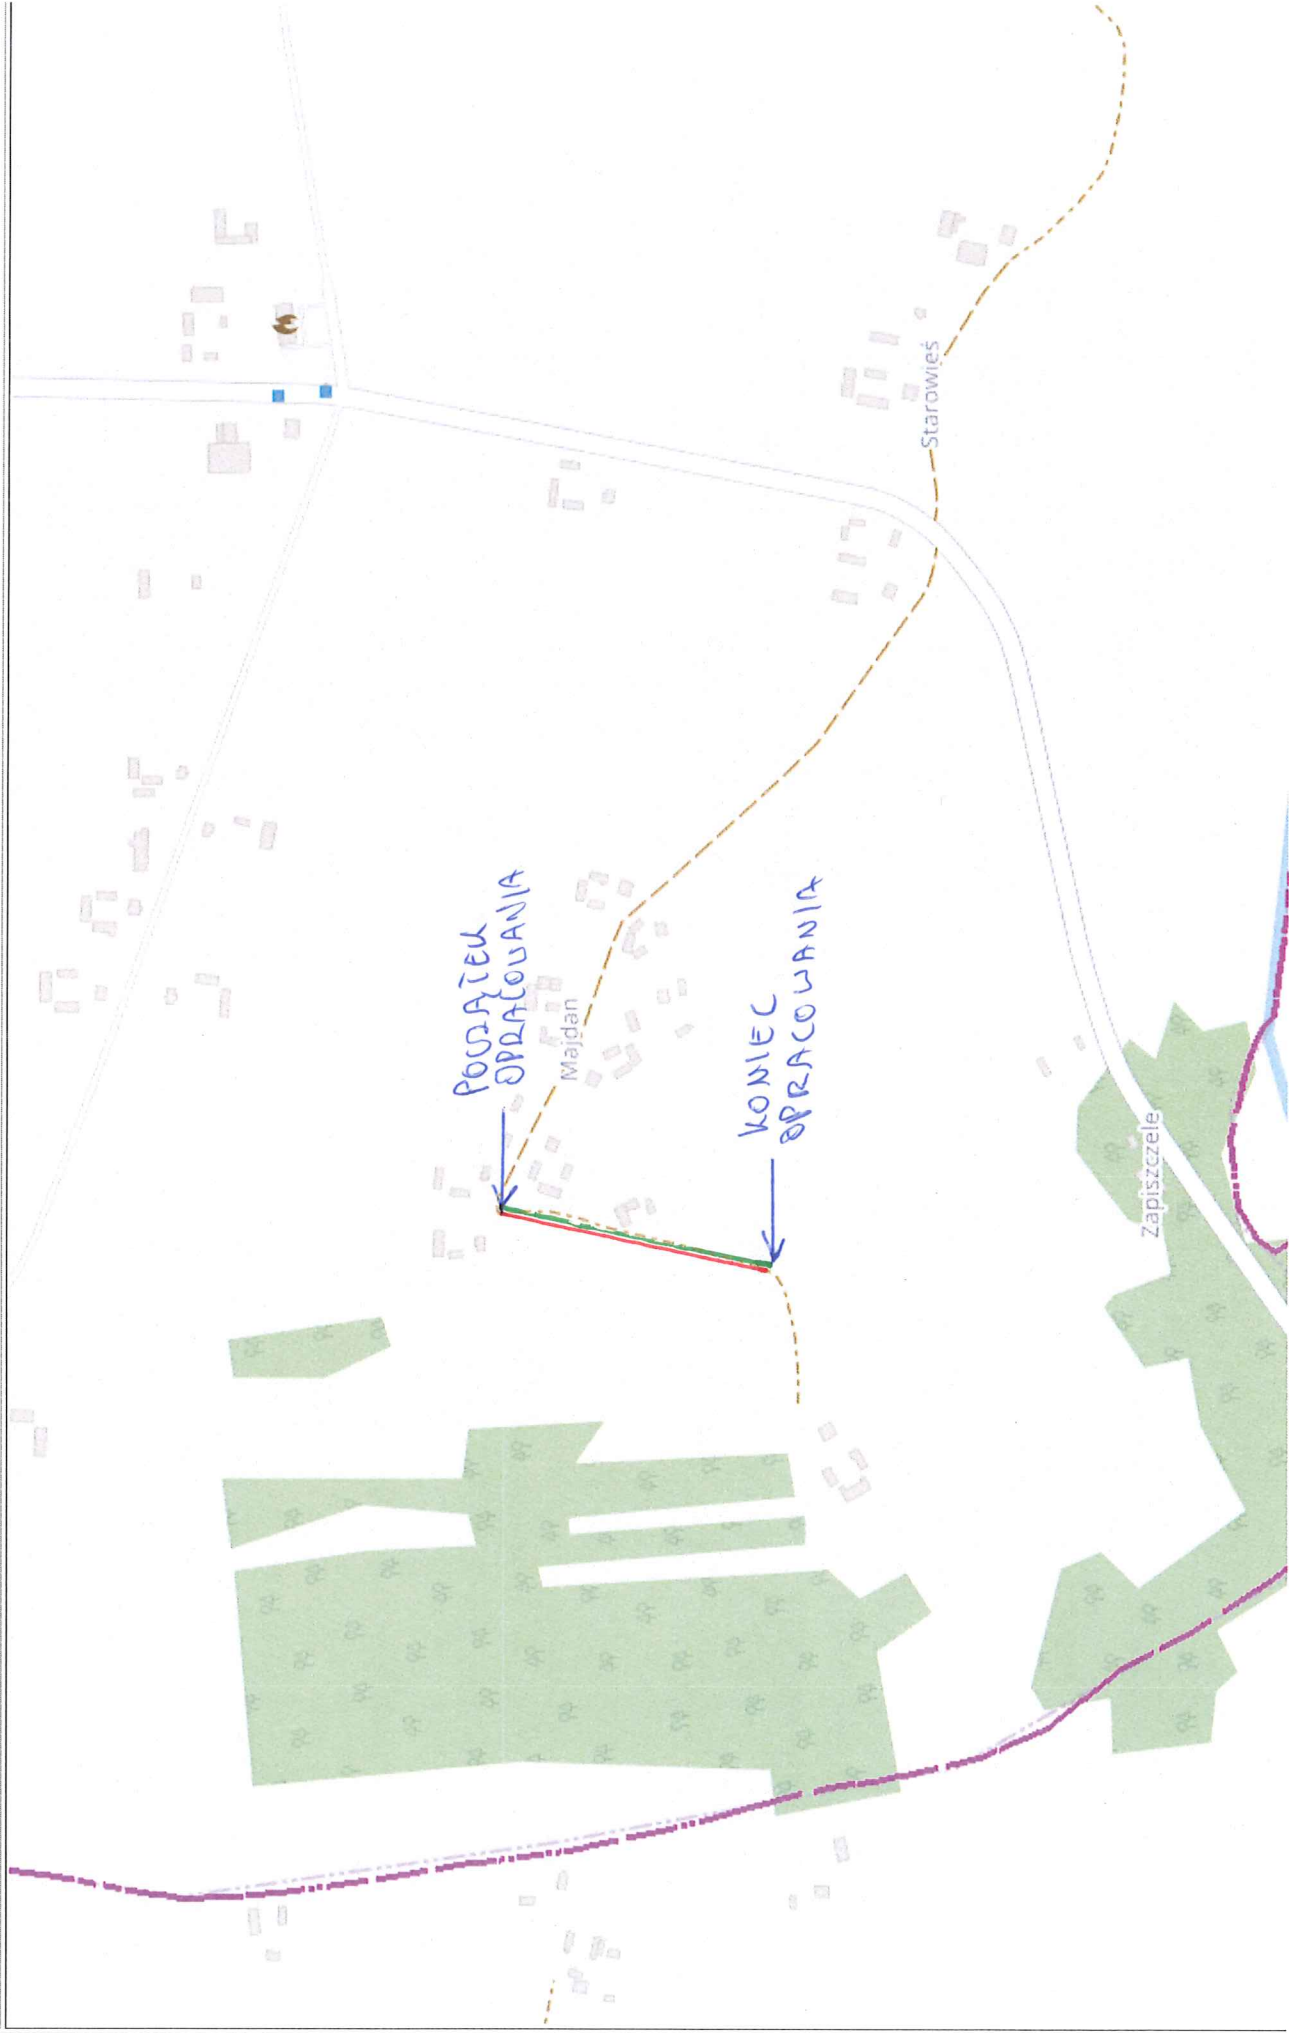 POCZĄTEK
OPRACOWANIA
Majdan
KONIEC
OPRACOWANIA
Starowieś
Zapiszczele